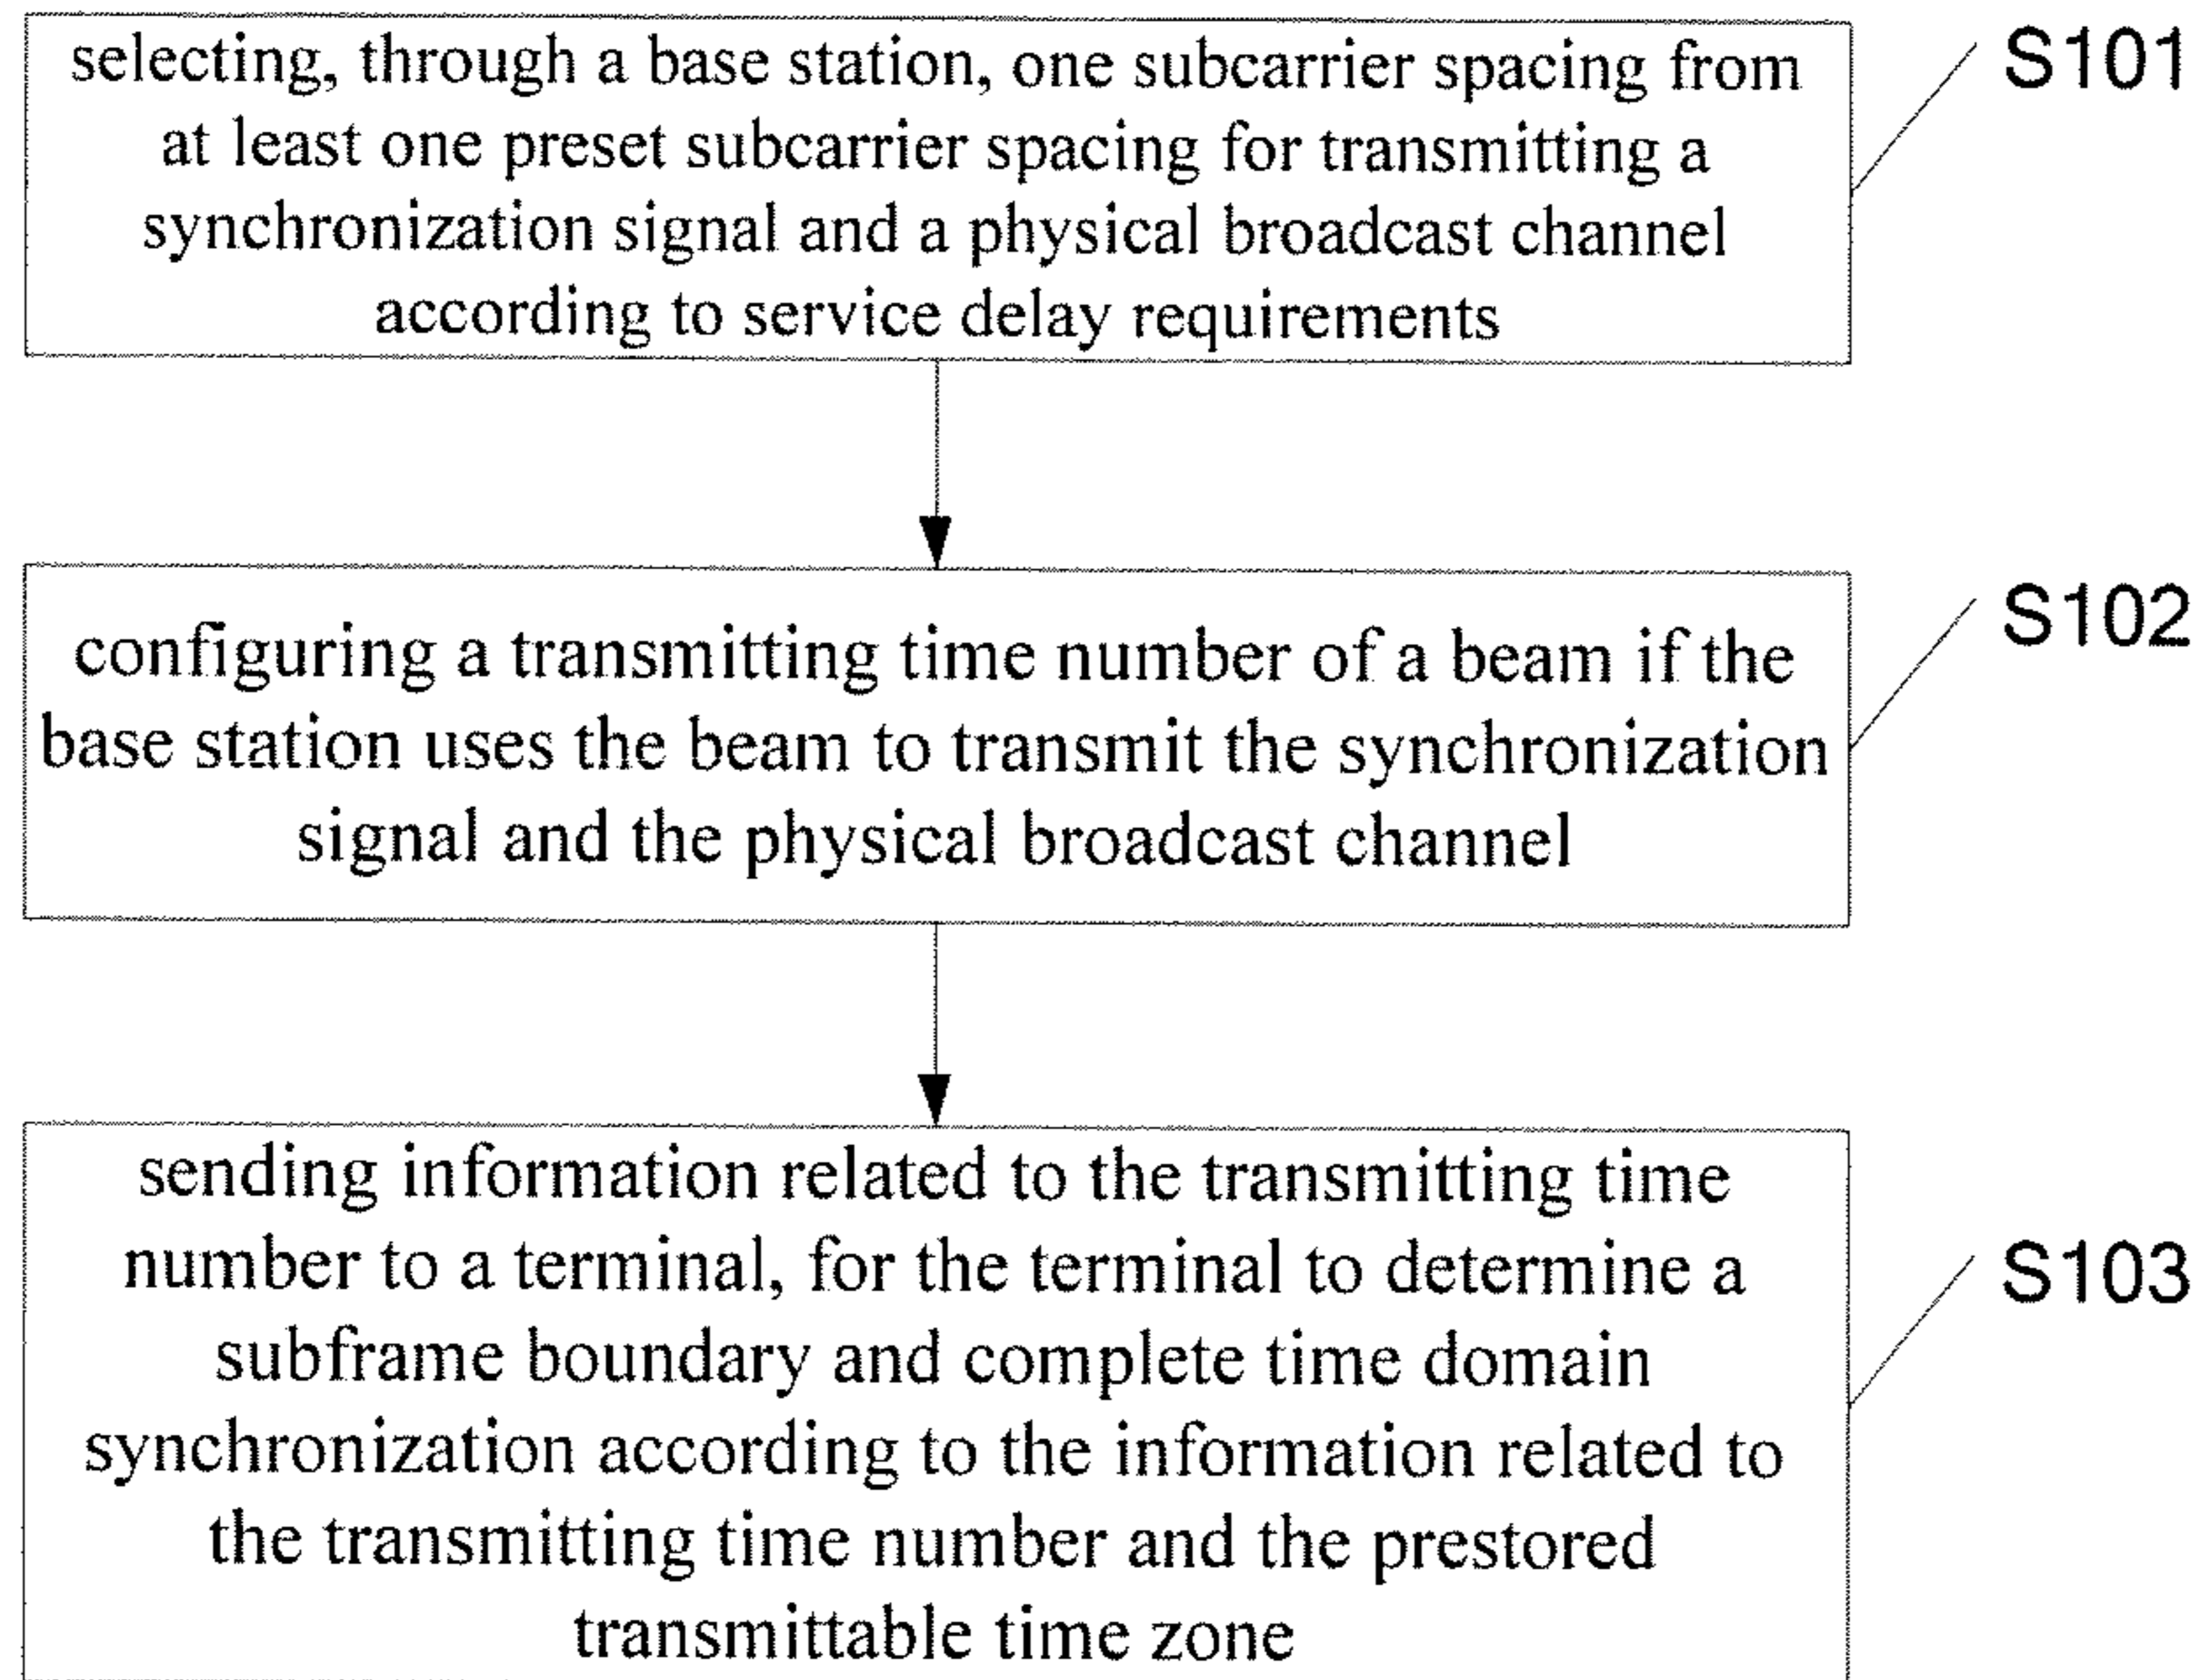 selecting, through a base station, one subcarrier spacing from
at least one preset subcarrier spacing for transmitting a
synchronization signal and a physical broadcast channel
according to service delay requirements
S101
configuring a transmitting time number of a beam if the
base station uses the beam to transmit the synchronization
signal and the physical broadcast channel
S102
sending information related to the transmitting time
number to a terminal, for the terminal to determine a
subframe boundary and complete time domain
synchronization according to the information related to
the transmitting time number and the prestored
transmittable time zone
S103